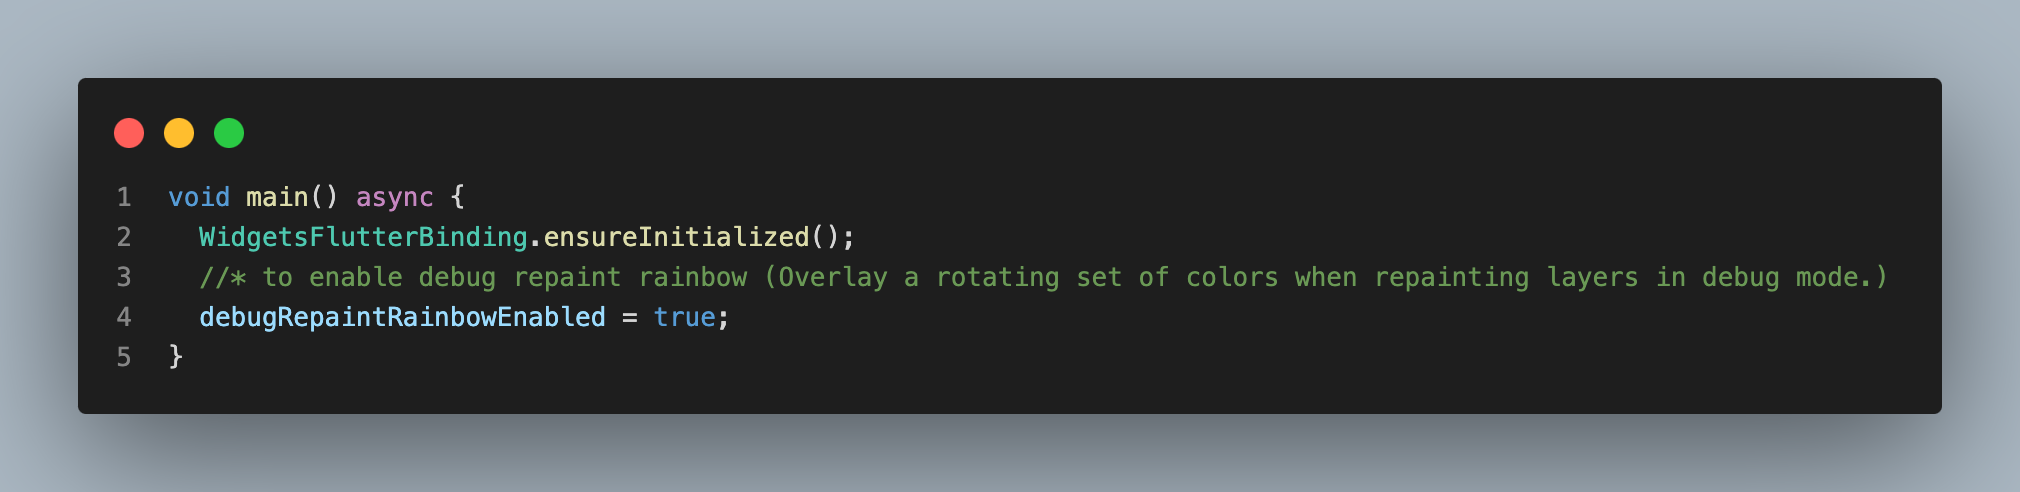 1 void main() async {
2 WidgetsFlutterBinding.ensureInitialized();
3 //* to enable debug repaint rainbow (Overlay a rotating set of colors when repainting layers in debug mode.)
4 debugRepaintRainbowEnabled = true;
5 }